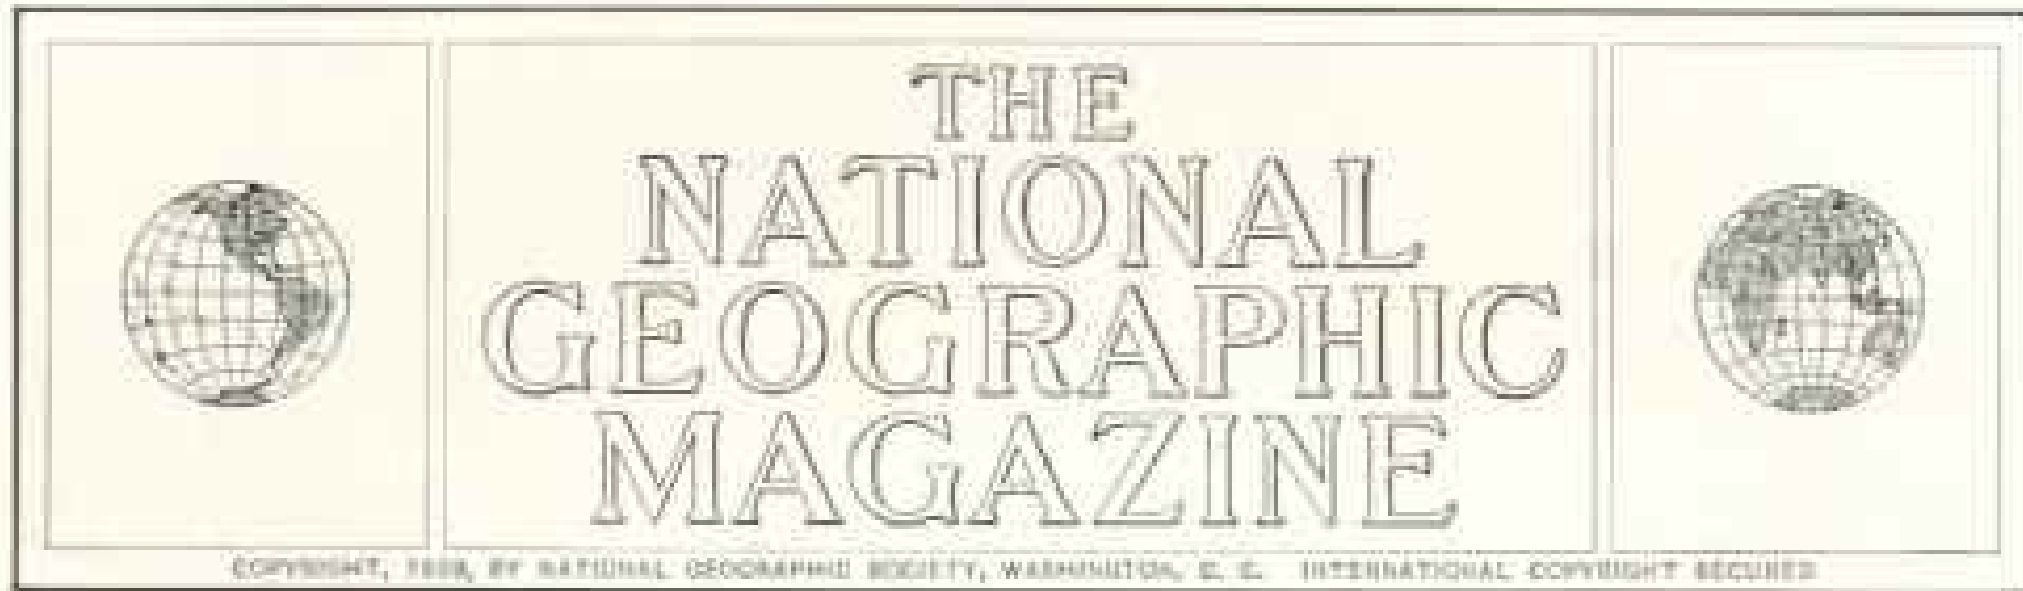 THE
NATIONAL
GEOGRAPHIC
MAGAZINE
COPYRIGHT, BY NATIONAL GEOGRAPHIC SOCIETY, WASHINGTON, D. C. INTERNATIONAL COPYRIGHT SECURED